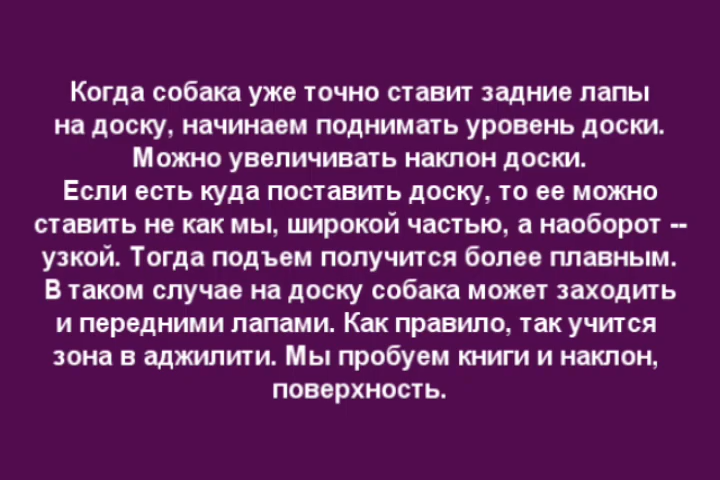 Когда собака уже точно ставит задние лапы
на доску, начинаем поднимать уровень доски.
Можно увеличивать наклон доски.
Если есть куда поставить доску, то ее можно
ставить не как мы, широкой частью, а наоборот --
узкой. Тогда подъем получится более плавным.
В таком случае на доску собака может заходить
и передними лапами. Как правило, так учится
зона в аджилити. Мы пробуем книги и наклон,
поверхность.